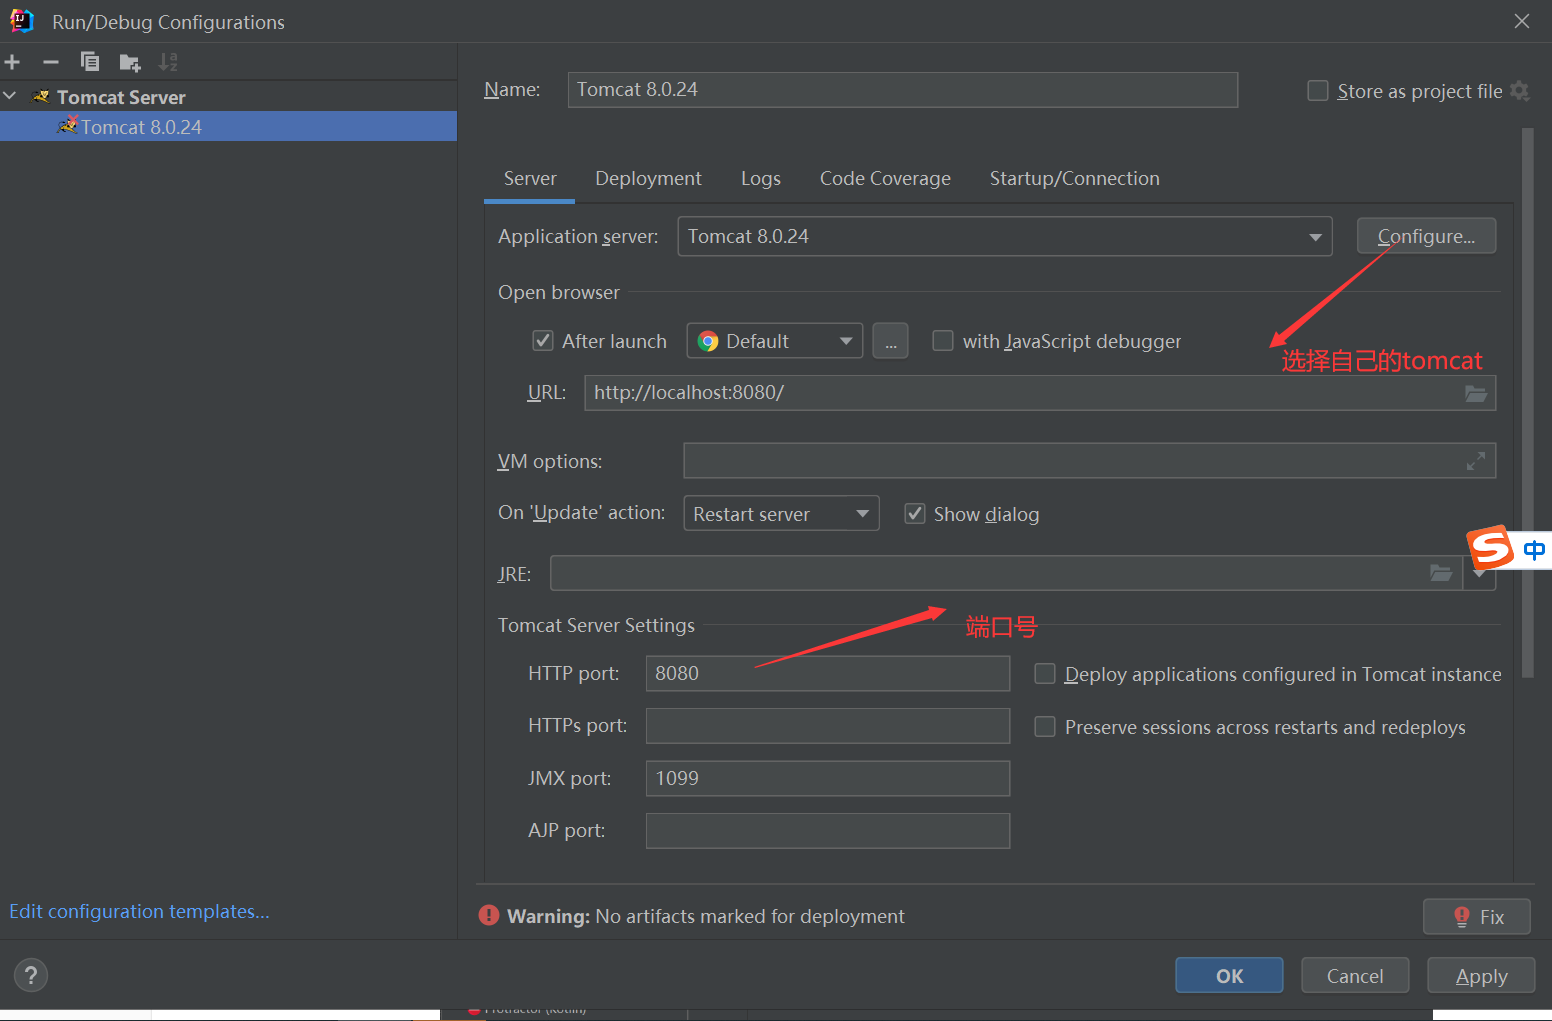 Run/Debug Configurations
Tomcat Server
Tomcat 8.0.24
Name: Tomcat 8.0.24 Store as project file
Server Deployment Logs Code Coverage Startup/Connection
Application server: Tomcat 8.0.24 Configure...
Open browser
After launch Default ... with JavaScript debugger
选择自己的tomcat
URL: http://localhost:8080/
VM options:
On 'Update' action: Restart server Show dialog
中
JRE:
Tomcat Server Settings
端口号
HTTP port: 8080 Deploy applications configured in Tomcat instance
HTTPs port: Preserve sessions across restarts and redeploys
JMX port: 1099
AJP port:
Edit configuration templates...
Warning: No artifacts marked for deployment Fix
? OK Cancel Apply
Protractor (Kotlin)